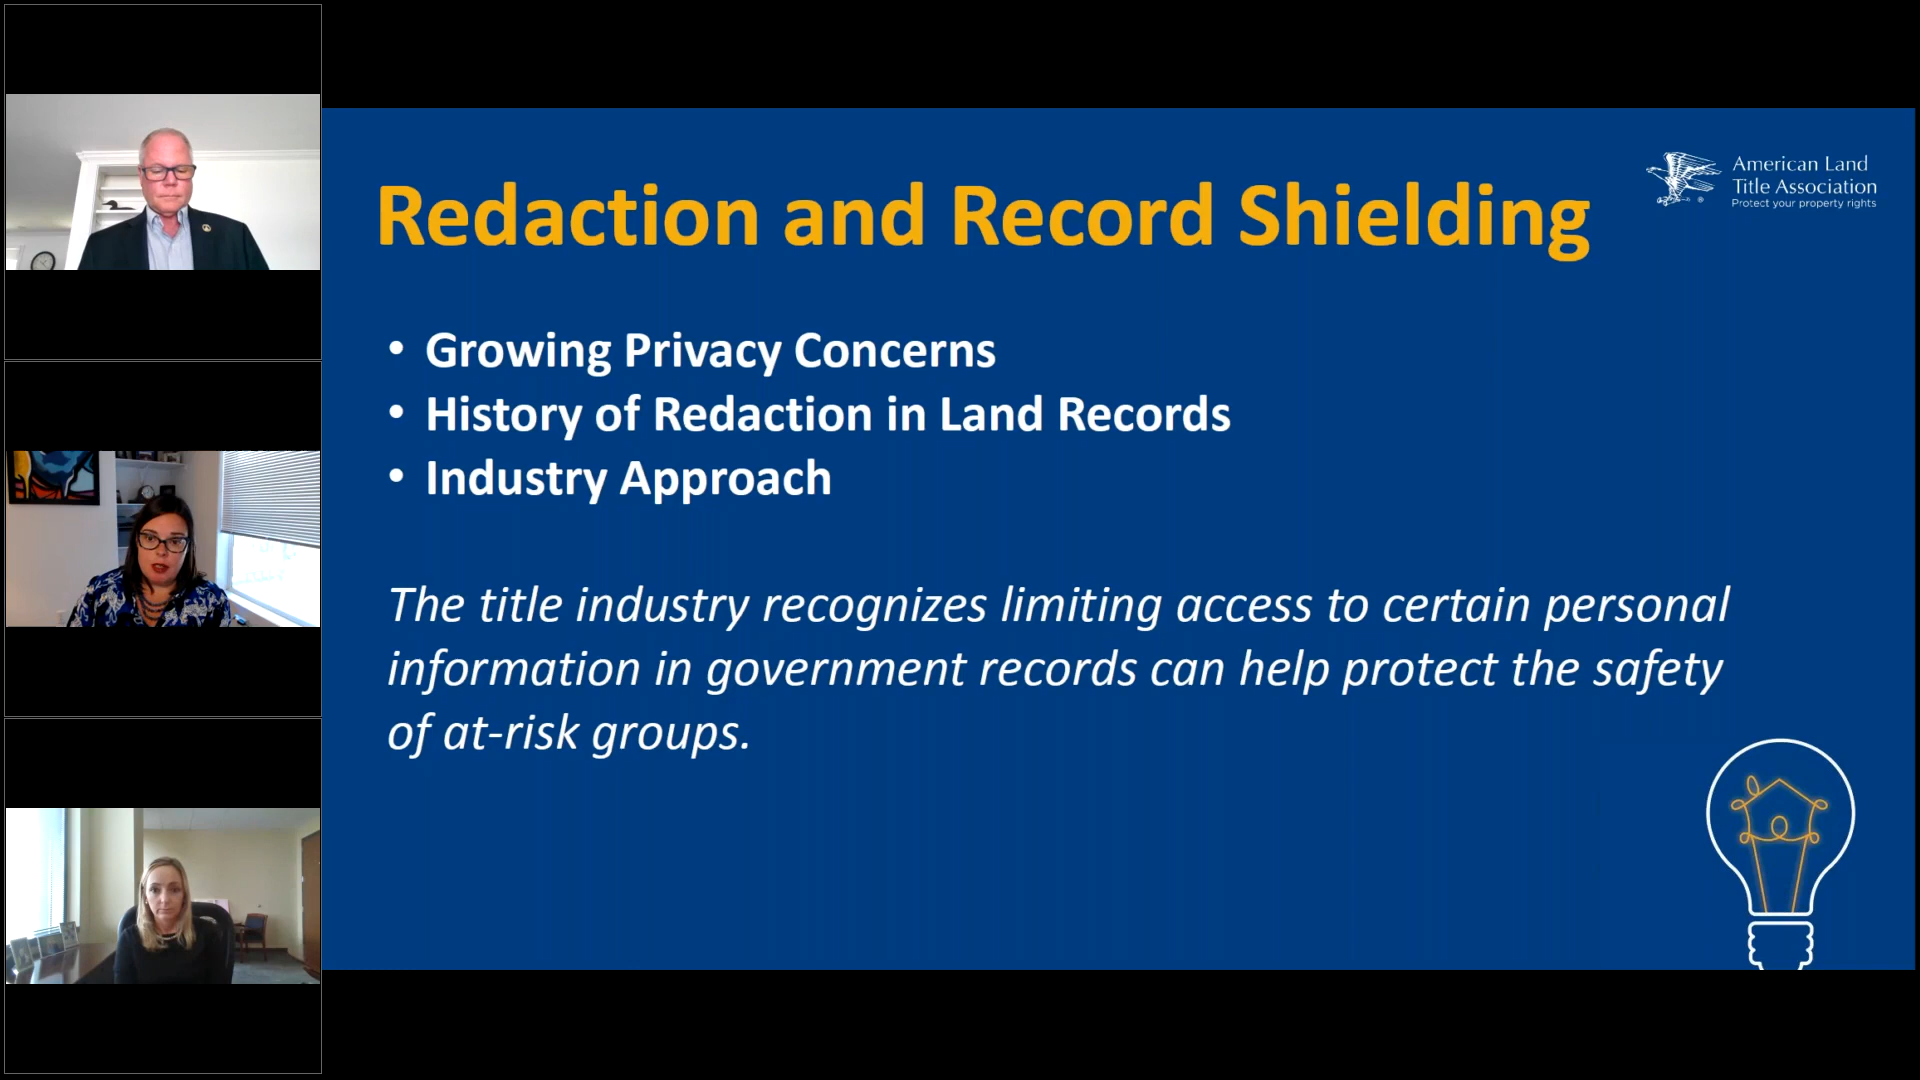 American Land
Title Association
Protect your property rights
Redaction and Record Shielding
• Growing Privacy Concerns
• History of Redaction in Land Records
• Industry Approach
The title industry recognizes limiting access to certain personal
information in government records can help protect the safety
of at-risk groups.